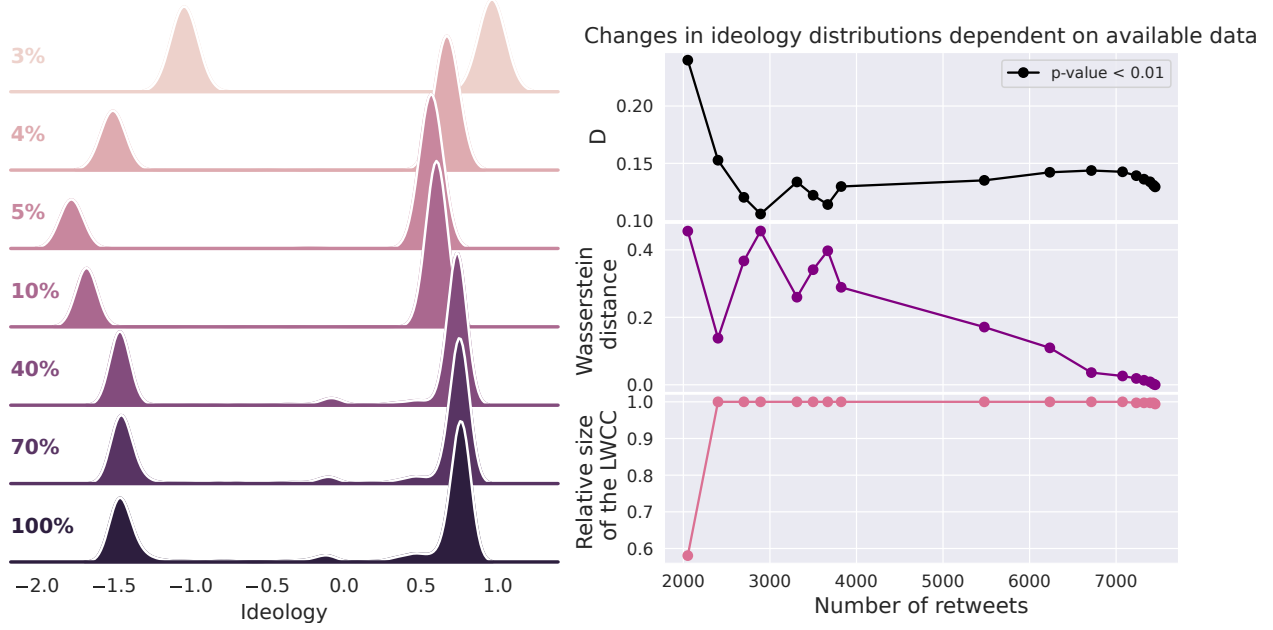 3%
4%
5%
10%
40%
70%
100%
−2.0 −1.5 −1.0 −0.5 0.0 0.5 1.0
Ideology
Changes in ideology distributions dependent on available data
p-value < 0.01
D
0.20
0.15
0.10
Wasserstein
distance
0.4
0.2
0.0
Relative size
of the LWCC
1.0
0.9
0.8
0.7
0.6
2000 3000 4000 5000 6000 7000
Number of retweets